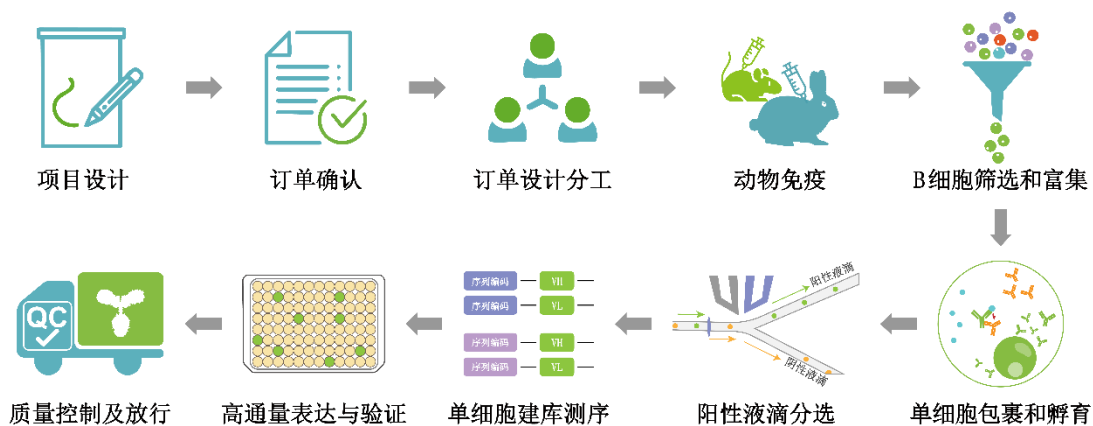 项目设计
订单确认
订单设计分工
动物免疫
B细胞筛选和富集
单细胞包裹和孵育
阳性液滴
阴性液滴
阳性液滴分选
序列编码 VH
序列编码 VL
序列编码 VH
序列编码 VL
单细胞建库测序
高通量表达与验证
QC
质量控制及放行